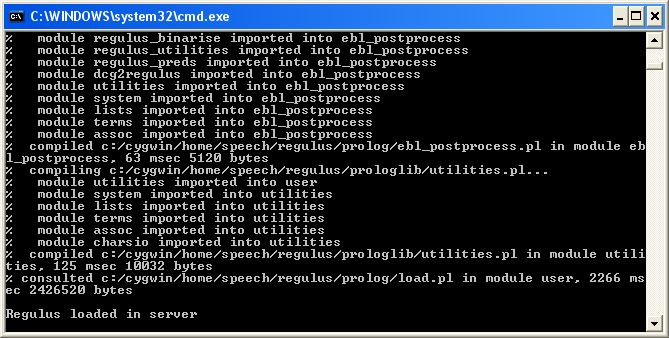 C:\WINDOWS\system32\cmd.exe
%   module regulus_binarise imported into ebl_postprocess
%   module regulus_utilities imported into ebl_postprocess
%   module regulus_preds imported into ebl_postprocess
%   module dcg2regulus imported into ebl_postprocess
%   module utilities imported into ebl_postprocess
%   module system imported into ebl_postprocess
%   module lists imported into ebl_postprocess
%   module terms imported into ebl_postprocess
%   module assoc imported into ebl_postprocess
%  compiled c:/cygwin/home/speech/regulus/prolog/ebl_postprocess.pl in module eb
l_postprocess, 63 msec 5120 bytes
%  compiling c:/cygwin/home/speech/regulus/prologlib/utilities.pl...
%   module utilities imported into user
%   module system imported into utilities
%   module lists imported into utilities
%   module terms imported into utilities
%   module assoc imported into utilities
%   module charsio imported into utilities
%  compiled c:/cygwin/home/speech/regulus/prologlib/utilities.pl in module utili
ties, 125 msec 10032 bytes
% consulted c:/cygwin/home/speech/regulus/prolog/load.pl in module user, 2266 ms
ec 2426520 bytes
Regulus loaded in server